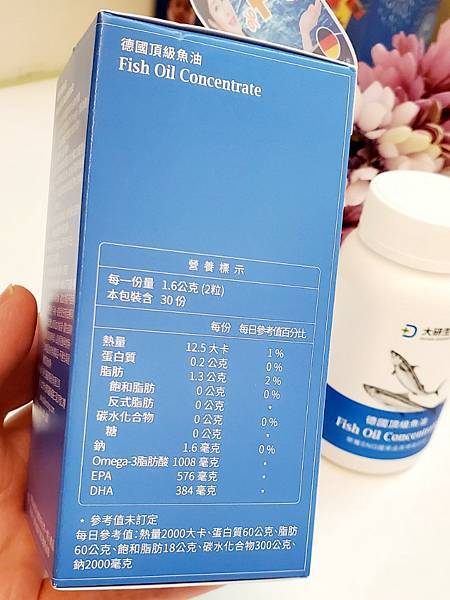 德國頂級魚油
Fish Oil Concentrate
營養標示
每一份量 1.6公克 (2粒)
本包裝含 30 份
每份 每日參考值百分比
熱量 12.5 大卡 1 %
蛋白質 0.2 公克 0 %
脂肪 1.3 公克 2 %
飽和脂肪 0 公克 0 %
反式脂肪 0 公克 *
碳水化合物 0 公克 0 %
糖 0 公克 *
鈉 1.6 毫克 0 %
Omega-3脂肪酸 1008 毫克 *
EPA 576 毫克 *
DHA 384 毫克 *
* 參考值未訂定
每日參考值：熱量2000大卡、蛋白質60公克、脂肪
60公克、飽和脂肪18公克、碳水化合物300公克、
鈉2000毫克
大研生
德國頂級魚油
Fish Oil Concentra